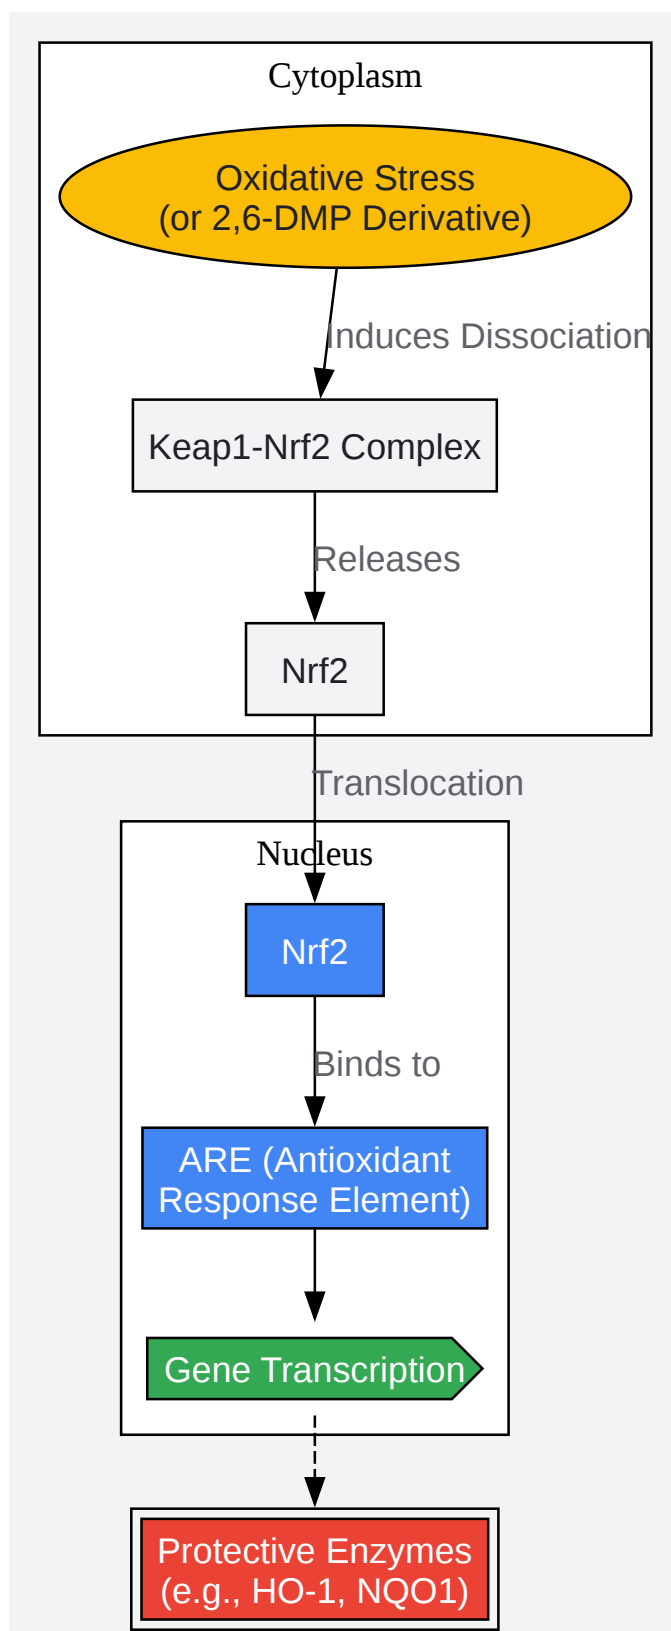 Cytoplasm
Oxidative Stress
(or 2,6-DMP Derivative)
Induces Dissociation
Keap1-Nrf2 Complex
Releases
Nrf2
Translocation
Nucleus
Nrf2
Binds to
ARE (Antioxidant
Response Element)
Gene Transcription
Protective Enzymes
(e.g., HO-1, NQO1)